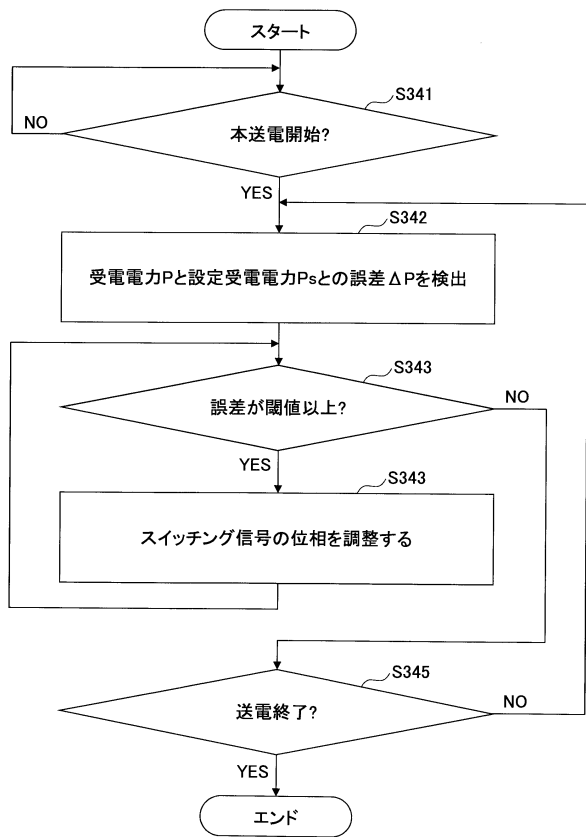 スタート
S341
本送電開始?
NO
YES
S342
受電電力Pと設定受電電力Psとの誤差ΔPを検出
S343
誤差が閾値以上?
NO
YES
S343
スイッチング信号の位相を調整する
S345
送電終了?
NO
YES
エンド